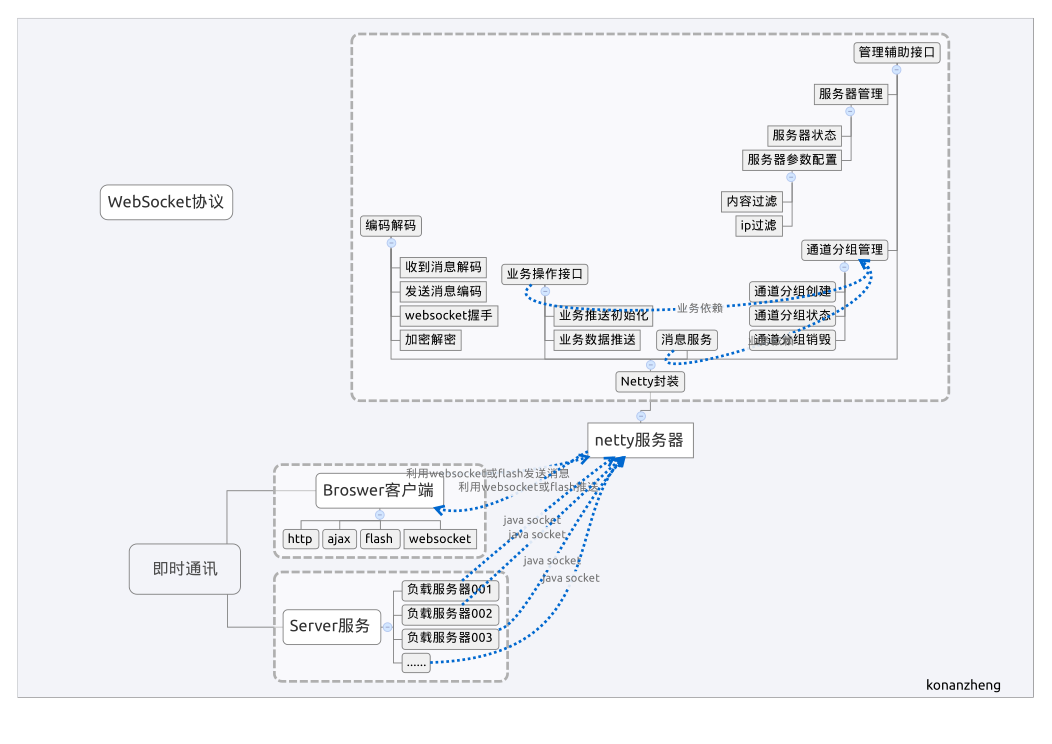 管理辅助接口
服务器管理
服务器状态
服务器参数配置
内容过滤
ip过滤
WebSocket协议
编码解码
通道分组管理
收到消息解码
业务操作接口
发送消息编码
通道分组创建
业务依赖
websocket握手
业务推送初始化
通道分组状态
加密解密
业务数据推送
消息服务
通道分组销毁
业务依赖
Netty封装
netty服务器
利用websocket或flash发送消息
利用websocket或flash推送
Broswer客户端
java socket
java socket
http
ajax
flash
websocket
java socket
java socket
即时通讯
负载服务器001
负载服务器002
Server服务
负载服务器003
......
konanzheng